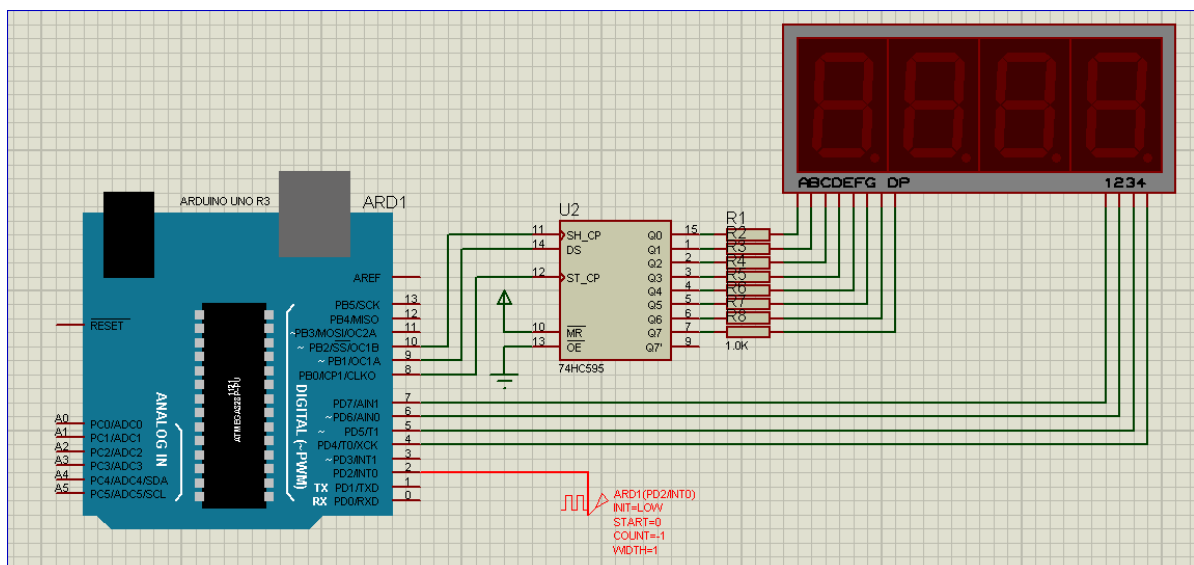 ABCDEFG DP
1234
ARDUINO UNO R3
ARD1
U2
R1
R2
R3
R4
R5
R6
R7
R8
1.0K
11
14
12
10
13
SH_CP
DS
ST_CP
MR
OE
Q0
Q1
Q2
Q3
Q4
Q5
Q6
Q7
Q7'
15
1
2
3
4
5
6
7
9
74HC595
RESET
AREF
PB5/SCK 13
PB4/MISO 12
~PB3/MOSI/OC2A 11
~ PB2/SS/OC1B 10
~ PB1/OC1A 9
PB0/ICP1/CLKO 8
PD7/AIN1 7
~ PD6/AIN0 6
~ PD5/T1 5
PD4/T0/XCK 4
~ PD3/INT1 3
PD2/INT0 2
TX PD1/TXD 1
RX PD0/RXD 0
DIGITAL (~PWM)
ANALOG IN
A0 PC0/ADC0
A1 PC1/ADC1
A2 PC2/ADC2
A3 PC3/ADC3
A4 PC4/ADC4/SDA
A5 PC5/ADC5/SCL
ARD1(PD2/INT0)
INIT=LOW
START=0
COUNT=-1
WIDTH=1